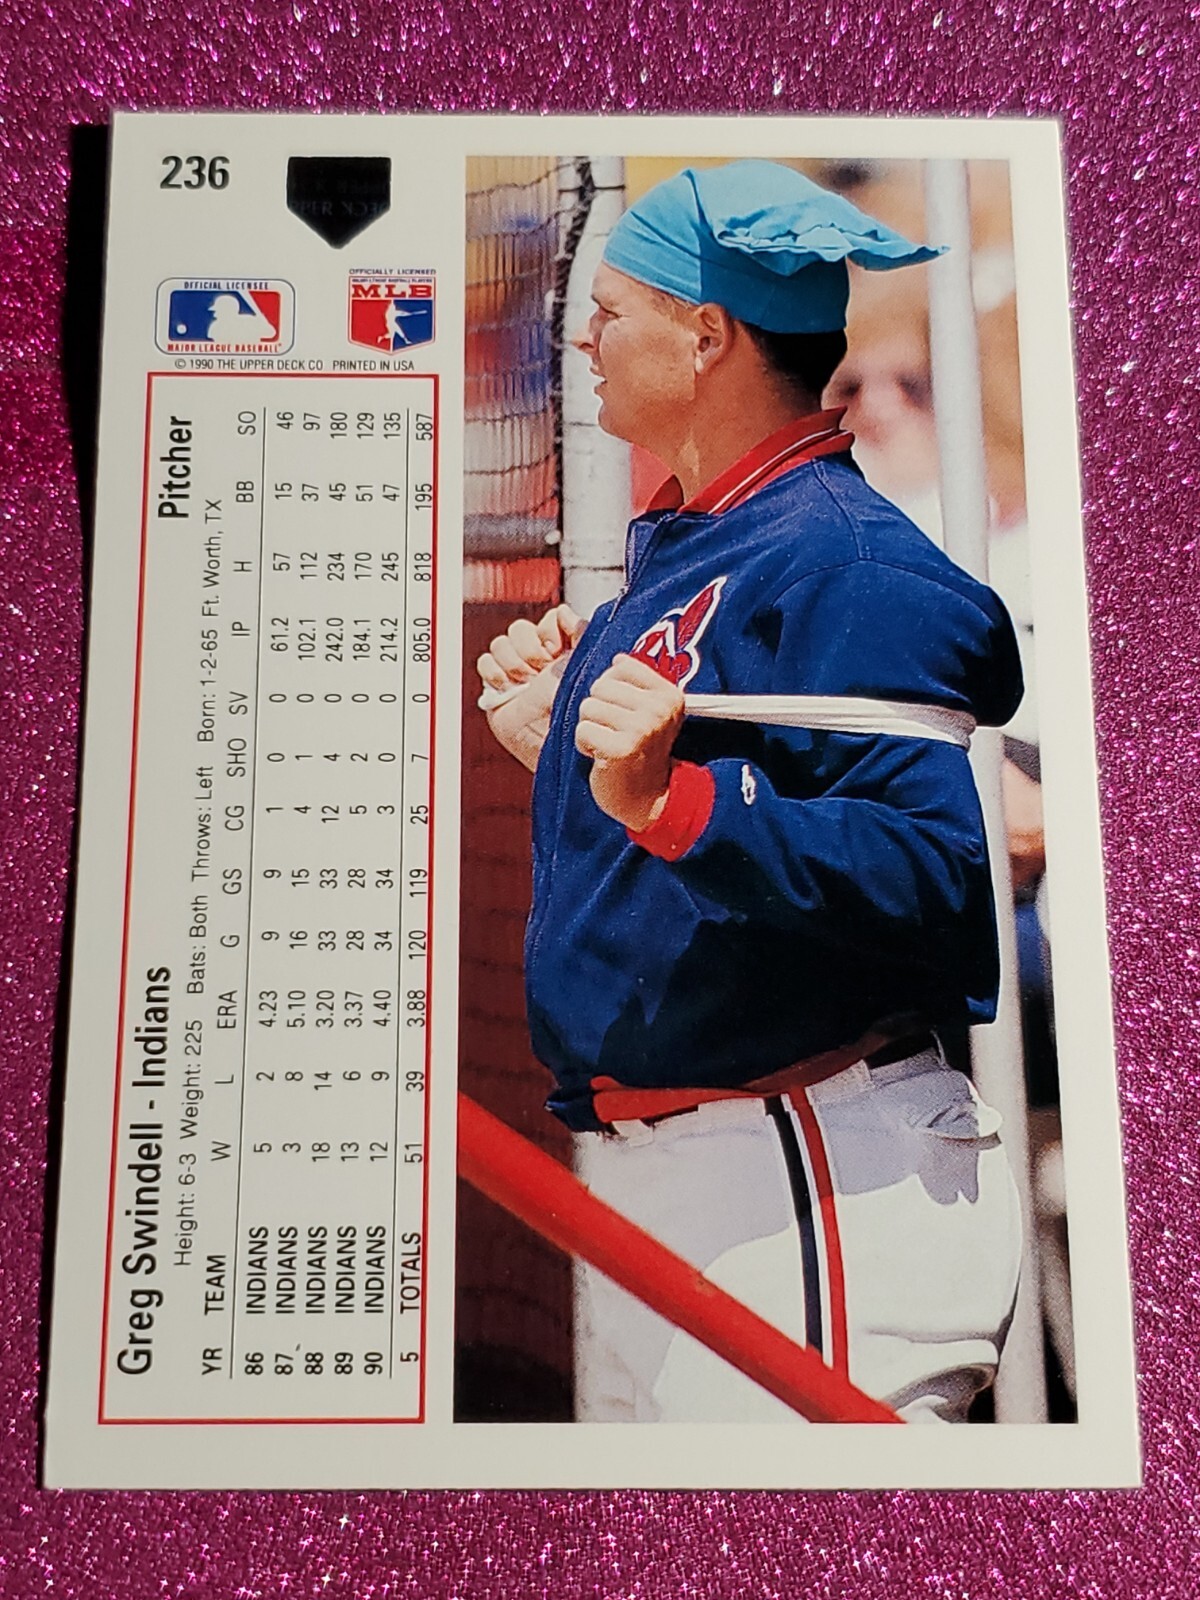 236
OFFICIAL LICENSEE
MAJOR LEAGUE BASEBALL
OFFICIALLY LICENSED
MAJOR LEAGUE BASEBALL PLAYERS
MLB
© 1990 THE UPPER DECK CO PRINTED IN USA
Greg Swindell - Indians Pitcher
Height: 6-3 Weight: 225 Bats: Both Throws: Left Born: 1-2-65 Ft. Worth, TX
YR TEAM W L ERA G GS CG SHO SV IP H BB SO
86 INDIANS 5 2 4.23 9 9 1 0 0 61.2 57 15 46
87 INDIANS 3 8 5.10 16 15 4 1 0 102.1 112 37 97
88 INDIANS 18 14 3.20 33 33 12 4 0 242.0 234 45 180
89 INDIANS 13 6 3.37 28 28 5 2 0 184.1 170 51 129
90 INDIANS 12 9 4.40 34 34 3 0 0 214.2 245 47 135
5 TOTALS 51 39 3.88 120 119 25 7 0 805.0 818 195 587